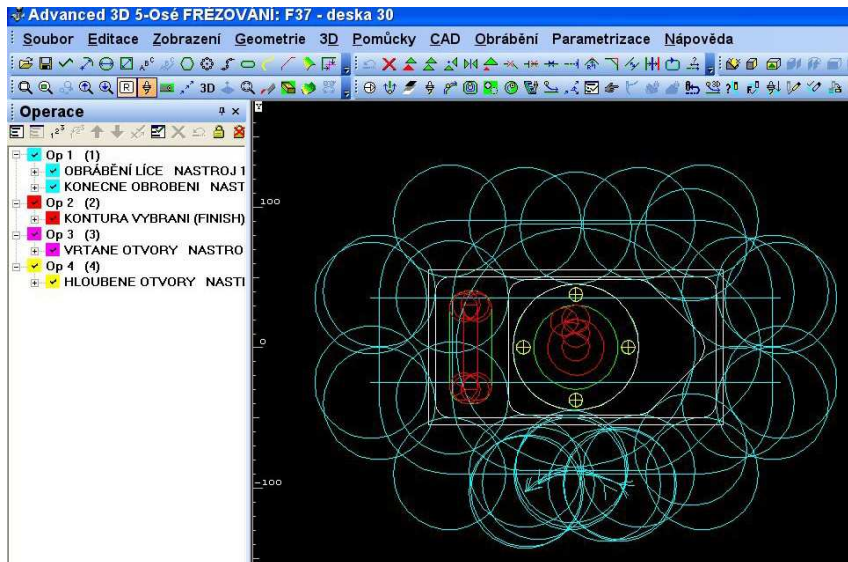 Advanced 3D 5-Osé FRÉZOVÁNÍ: F37 - deska 30
Soubor Editace Zobrazení Geometrie 3D Pomůcky CAD Obrábění Parametrizace Nápověda
3D
Operace
Op 1 (1)
OBRÁBĚNÍ LÍCE NASTROJ 1
KONECNE OBROBENI NAST
Op 2 (2)
KONTURA VYBRANI (FINISH)
Op 3 (3)
VRTANE OTVORY NASTRO
Op 4 (4)
HLOUBENE OTVORY NASTI
100
0
-100